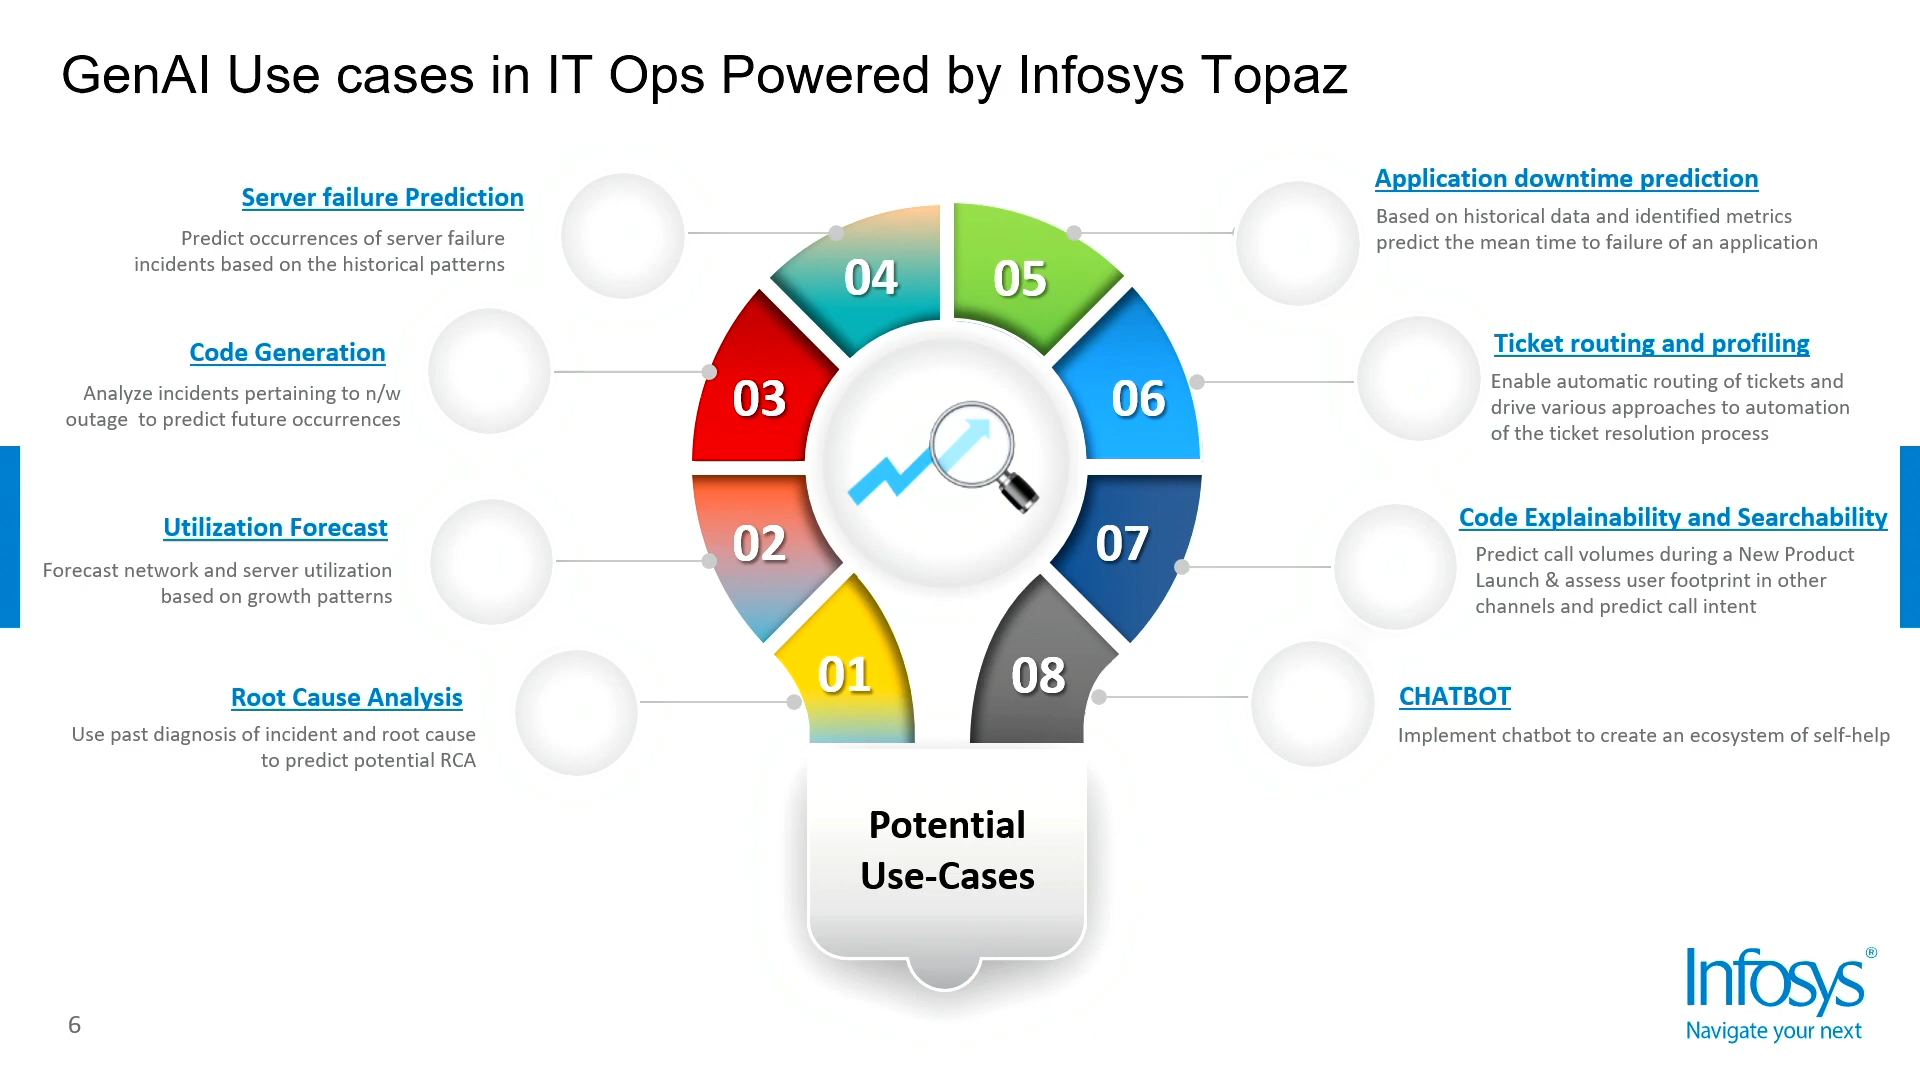 GenAI Use cases in IT Ops Powered by Infosys Topaz
Server failure Prediction
Predict occurrences of server failure
incidents based on the historical patterns
Code Generation
Analyze incidents pertaining to n/w
outage  to predict future occurrences
Utilization Forecast
Forecast network and server utilization
based on growth patterns
Root Cause Analysis
Use past diagnosis of incident and root cause
to predict potential RCA
04
05
03
06
02
07
01
08
Potential
Use-Cases
Application downtime prediction
Based on historical data and identified metrics
predict the mean time to failure of an application
Ticket routing and profiling
Enable automatic routing of tickets and
drive various approaches to automation
of the ticket resolution process
Code Explainability and Searchability
Predict call volumes during a New Product
Launch & assess user footprint in other
channels and predict call intent
CHATBOT
Implement chatbot to create an ecosystem of self-help
6
Infosys®
Navigate your next